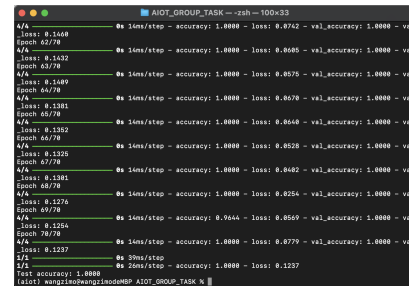 AIOT_GROUP_TASK — -zsh — 100×33
4/4 0s 14ms/step - accuracy: 1.0000 - loss: 0.0742 - val_accuracy: 1.0000 - va
_loss: 0.1460
Epoch 62/70
4/4 0s 14ms/step - accuracy: 1.0000 - loss: 0.0605 - val_accuracy: 1.0000 - va
_loss: 0.1432
Epoch 63/70
4/4 0s 14ms/step - accuracy: 1.0000 - loss: 0.0575 - val_accuracy: 1.0000 - va
_loss: 0.1409
Epoch 64/70
4/4 0s 14ms/step - accuracy: 1.0000 - loss: 0.0670 - val_accuracy: 1.0000 - va
_loss: 0.1381
Epoch 65/70
4/4 0s 14ms/step - accuracy: 1.0000 - loss: 0.0640 - val_accuracy: 1.0000 - va
_loss: 0.1352
Epoch 66/70
4/4 0s 14ms/step - accuracy: 1.0000 - loss: 0.0528 - val_accuracy: 1.0000 - va
_loss: 0.1325
Epoch 67/70
4/4 0s 14ms/step - accuracy: 1.0000 - loss: 0.0402 - val_accuracy: 1.0000 - va
_loss: 0.1301
Epoch 68/70
4/4 0s 14ms/step - accuracy: 1.0000 - loss: 0.0254 - val_accuracy: 1.0000 - va
_loss: 0.1276
Epoch 69/70
4/4 0s 14ms/step - accuracy: 0.9644 - loss: 0.0569 - val_accuracy: 1.0000 - va
_loss: 0.1254
Epoch 70/70
4/4 0s 14ms/step - accuracy: 1.0000 - loss: 0.0779 - val_accuracy: 1.0000 - va
_loss: 0.1237
1/1 0s 39ms/step
1/1 0s 26ms/step - accuracy: 1.0000 - loss: 0.1237
Test accuracy: 1.0000
(aiot) wangzimo@wangzimodeMBP AIOT_GROUP_TASK %